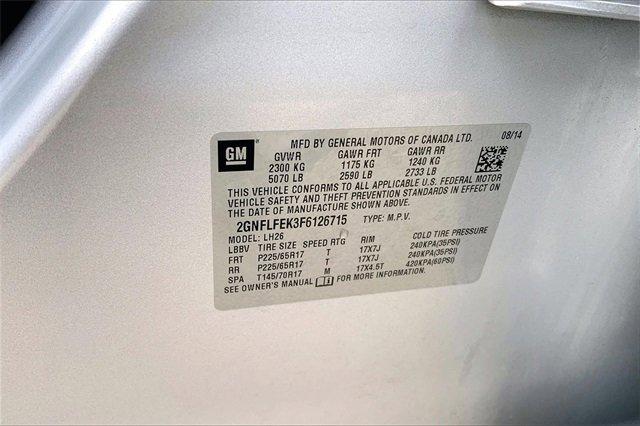 GM
MFD BY GENERAL MOTORS OF CANADA LTD. 08/14
GVWR GAWR FRT GAWR RR
2300 KG 1175 KG 1240 KG
5070 LB 2590 LB 2733 LB
THIS VEHICLE CONFORMS TO ALL APPLICABLE U.S. FEDERAL MOTOR
VEHICLE SAFETY AND THEFT PREVENTION STANDARDS IN EFFECT ON
THE DATE OF MANUFACTURE SHOWN ABOVE.
2GNFLFEK3F6126715 TYPE: M.P.V.
MODEL: LH26
LBBV TIRE SIZE SPEED RTG RIM COLD TIRE PRESSURE
FRT P225/65R17 T 17X7J 240KPA(35PSI)
RR P225/65R17 T 17X7J 240KPA(35PSI)
SPA T145/70R17 M 17X4.5T 420KPA(60PSI)
SEE OWNER'S MANUAL FOR MORE INFORMATION.